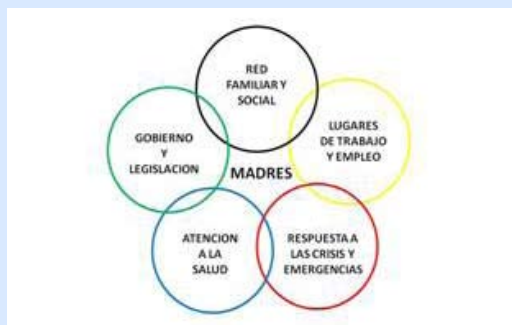 RED
FAMILIAR Y
SOCIAL
LUGARES
DE TRABAJO
Y EMPLEO
GOBIERNO
Y
LEGISLACION
MADRES
ATENCION
A LA
SALUD
RESPUESTA A
LAS CRISIS Y
EMERGENCIAS